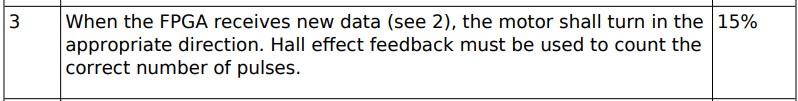 3 When the FPGA receives new data (see 2), the motor shall turn in the 15%
appropriate direction. Hall effect feedback must be used to count the
correct number of pulses.